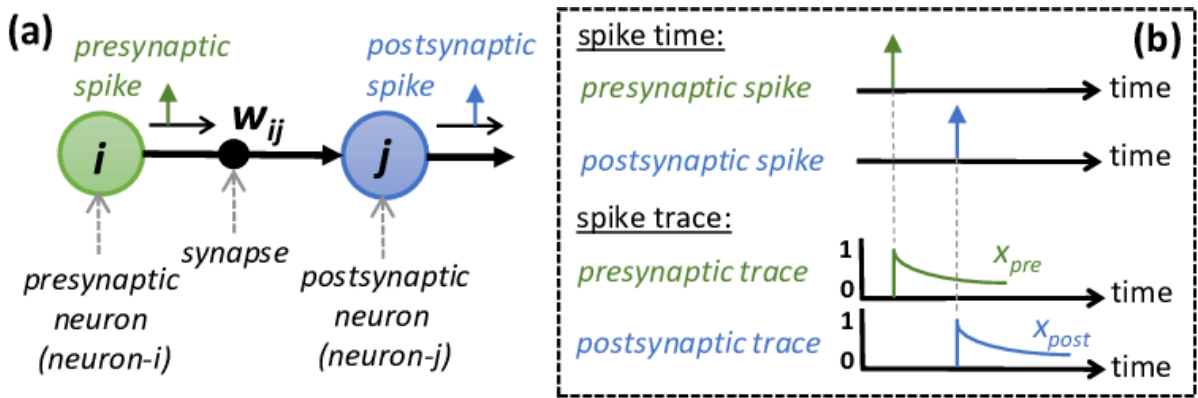 (a)
presynaptic
spike
postsynaptic
spike
w_ij
i
j
synapse
presynaptic
neuron
(neuron-i)
postsynaptic
neuron
(neuron-j)
(b)
spike time:
presynaptic spike
time
postsynaptic spike
time
spike trace:
presynaptic trace
1
0
x_pre
time
postsynaptic trace
1
0
x_post
time